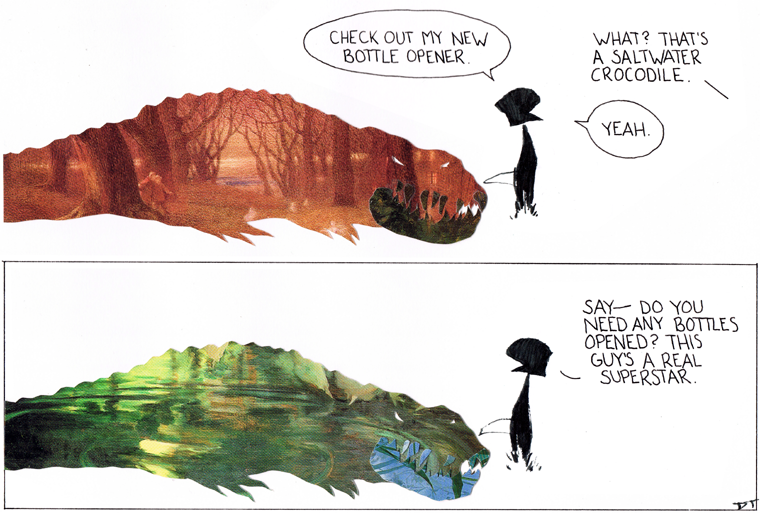 CHECK OUT MY NEW
BOTTLE OPENER.
WHAT? THAT'S
A SALTWATER
CROCODILE.
YEAH.
SAY— DO YOU
NEED ANY BOTTLES
OPENED? THIS
GUY'S A REAL
SUPERSTAR.
DT